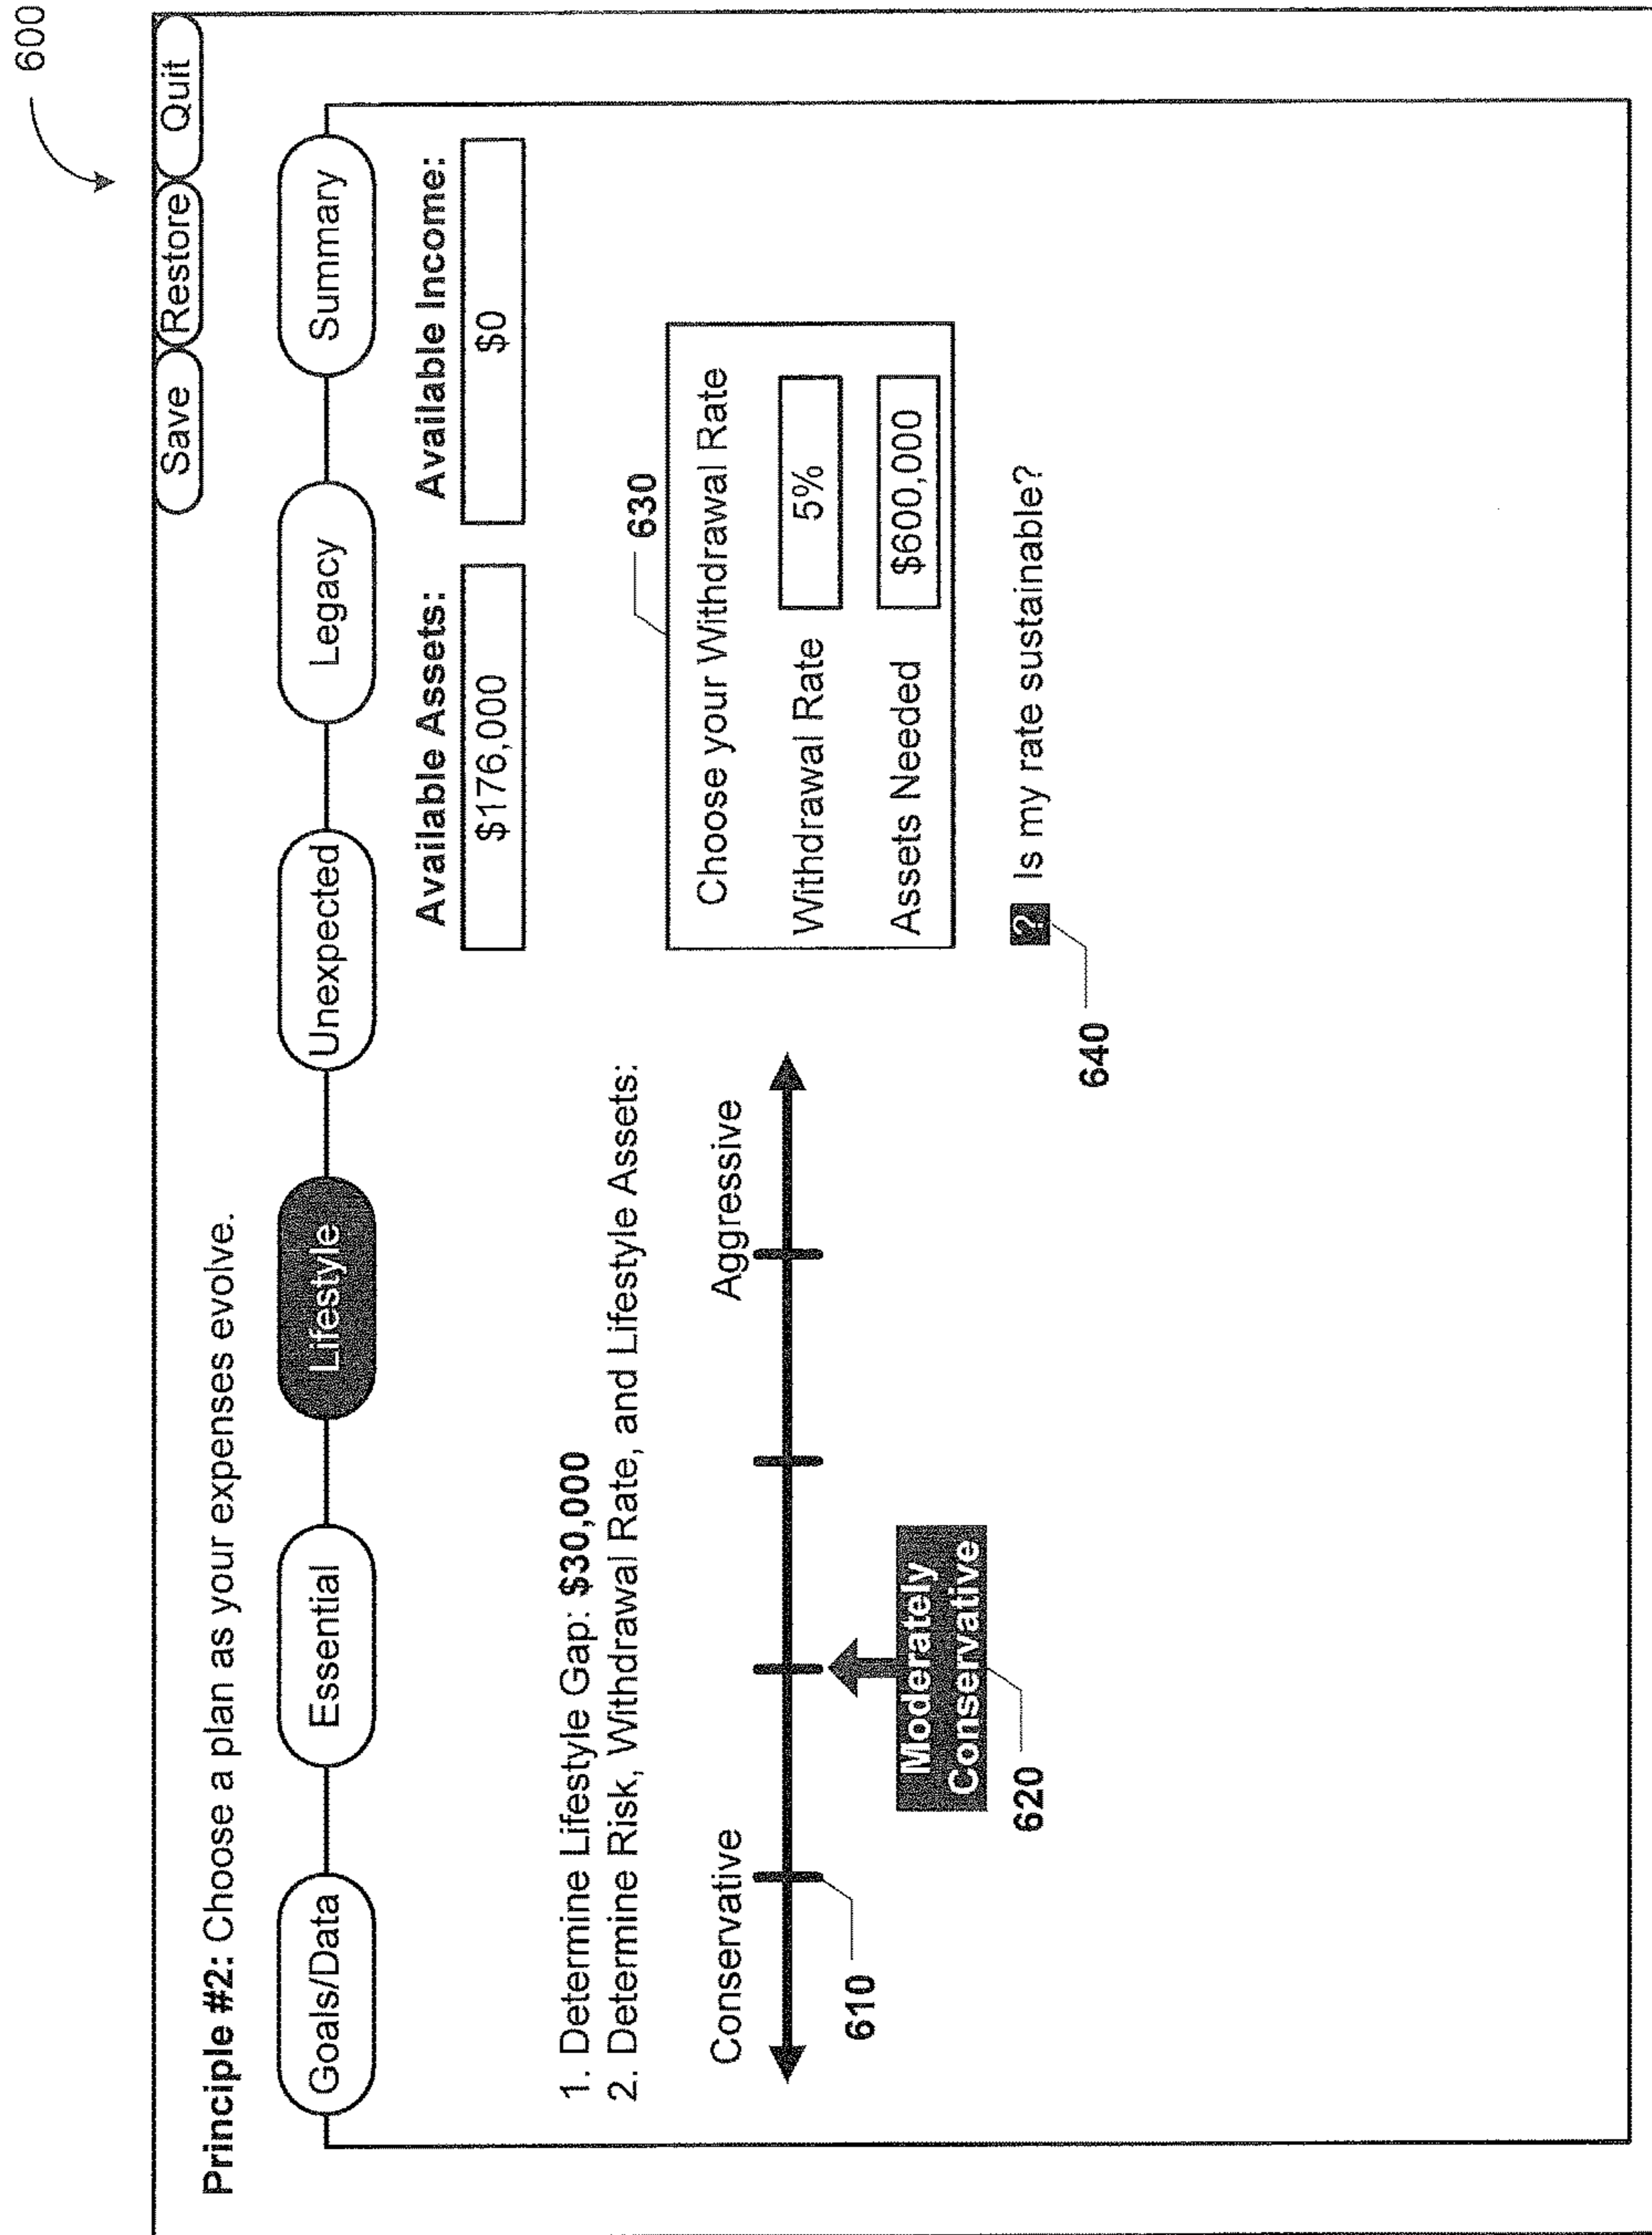 600
Save Restore Quit
Principle #2: Choose a plan as your expenses evolve.
Goals/Data Essential Lifestyle Unexpected Legacy Summary
Available Assets: Available Income:
$176,000 $0
1. Determine Lifestyle Gap: $30,000
2. Determine Risk, Withdrawal Rate, and Lifestyle Assets:
630
Conservative Aggressive
610
Moderately
Conservative
620
Choose your Withdrawal Rate
Withdrawal Rate 5%
Assets Needed $600,000
? Is my rate sustainable?
640